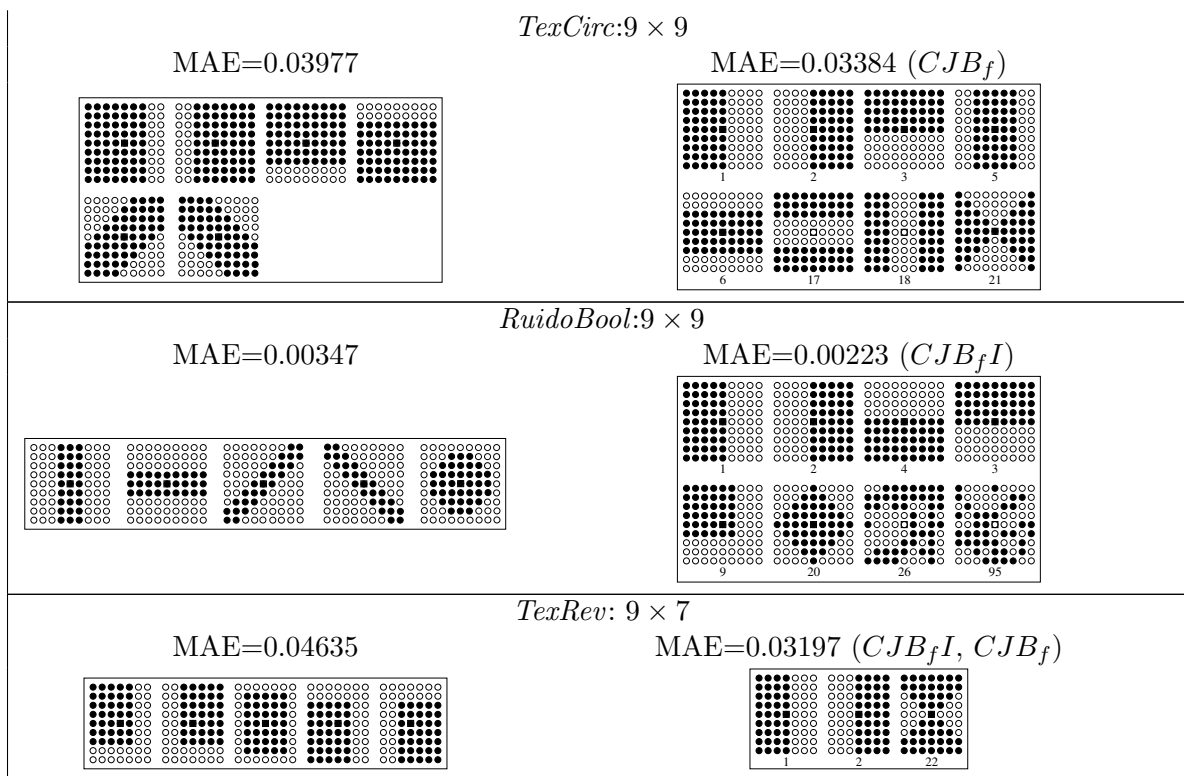 TexCirc:9 × 9
MAE=0.03977 MAE=0.03384 (CJB_f)
1 2 3 5
6 17 18 21
RuidoBool:9 × 9
MAE=0.00347 MAE=0.00223 (CJB_fI)
1 2 4 3
9 20 26 95
TexRev: 9 × 7
MAE=0.04635 MAE=0.03197 (CJB_fI, CJB_f)
1 2 22